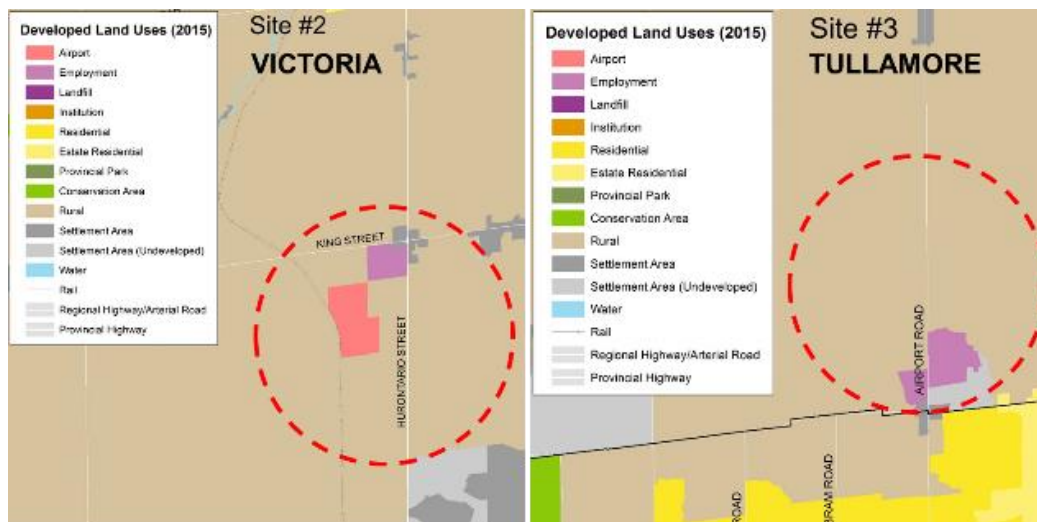 Site #2
VICTORIA
Developed Land Uses (2015)
Airport
Employment
Landfill
Institution
Residential
Estate Residential
Provincial Park
Conservation Area
Rural
Settlement Area
Settlement Area (Undeveloped)
Water
Rail
Regional Highway/Arterial Road
Provincial Highway
KING STREET
HURONTARIO STREET
Site #3
TULLAMORE
Developed Land Uses (2015)
Airport
Employment
Landfill
Institution
Residential
Estate Residential
Provincial Park
Conservation Area
Rural
Settlement Area
Settlement Area (Undeveloped)
Water
Rail
Regional Highway/Arterial Road
Provincial Highway
AIRPORT ROAD
ROAD
BRAM ROAD